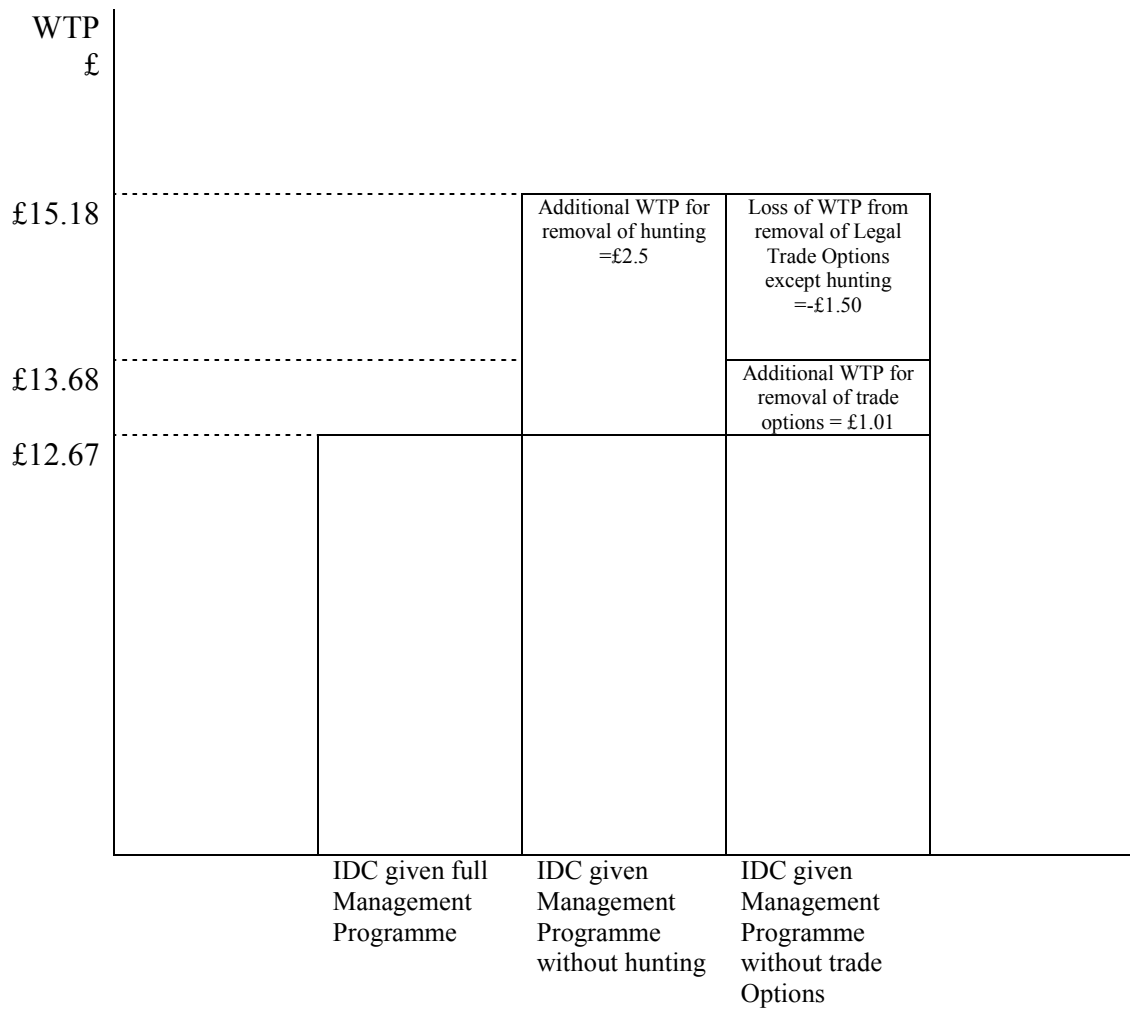 WTP
£
£15.18
£13.68
£12.67
Additional WTP for
removal of hunting
=£2.5
Loss of WTP from
removal of Legal
Trade Options
except hunting
=-£1.50
Additional WTP for
removal of trade
options = £1.01
IDC given full
Management
Programme
IDC given
Management
Programme
without hunting
IDC given
Management
Programme
without trade
Options